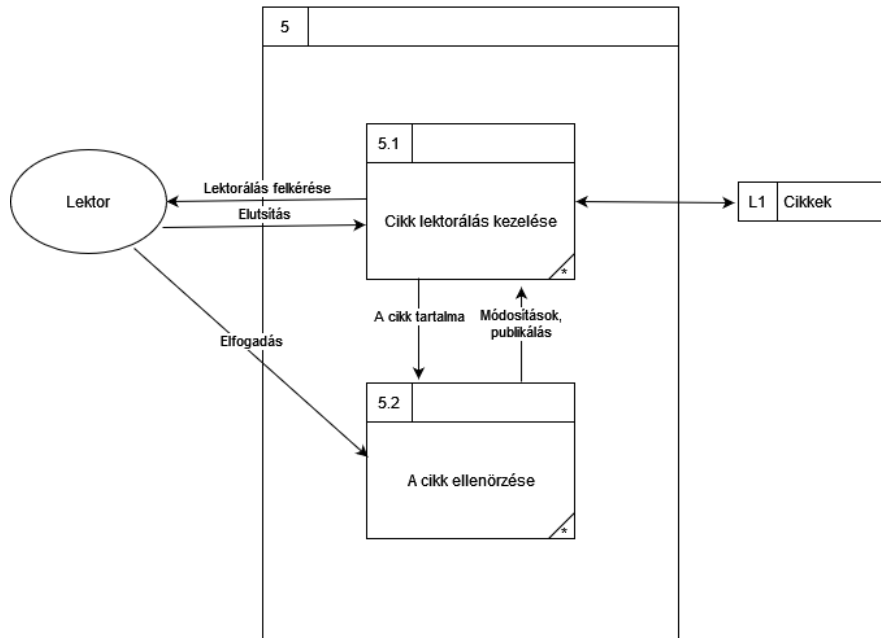 5
5.1
Lektorálás felkérése
Lektor
Elutsítás
Cikk lektorálás kezelése
L1 Cikkek
*
A cikk tartalma
Módosítások,
publikálás
Elfogadás
5.2
A cikk ellenörzése
*